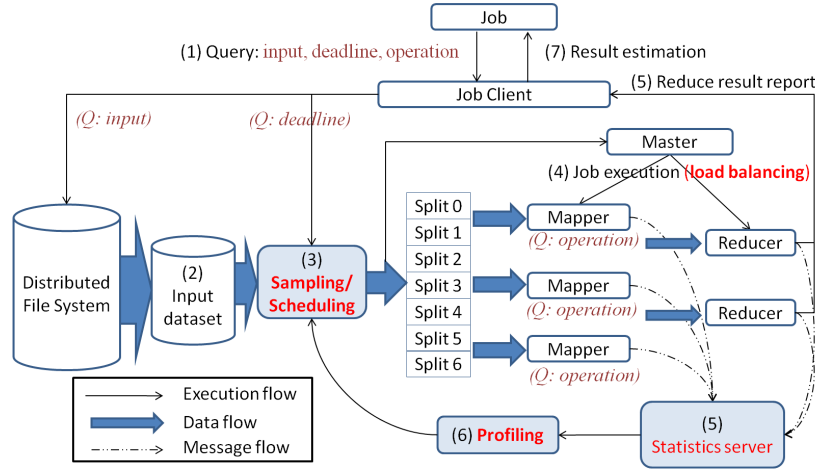 Job
(1) Query: input, deadline, operation
(7) Result estimation
(5) Reduce result report
Job Client
(Q: input)
(Q: deadline)
Master
(4) Job execution (load balancing)
Split 0
Split 1
Split 2
Split 3
Split 4
Split 5
Split 6
Mapper
(Q: operation)
Reducer
Mapper
(Q: operation)
Reducer
Mapper
(Q: operation)
Distributed
File System
(2)
Input
dataset
(3)
Sampling/
Scheduling
Execution flow
Data flow
Message flow
(6) Profiling
(5)
Statistics server